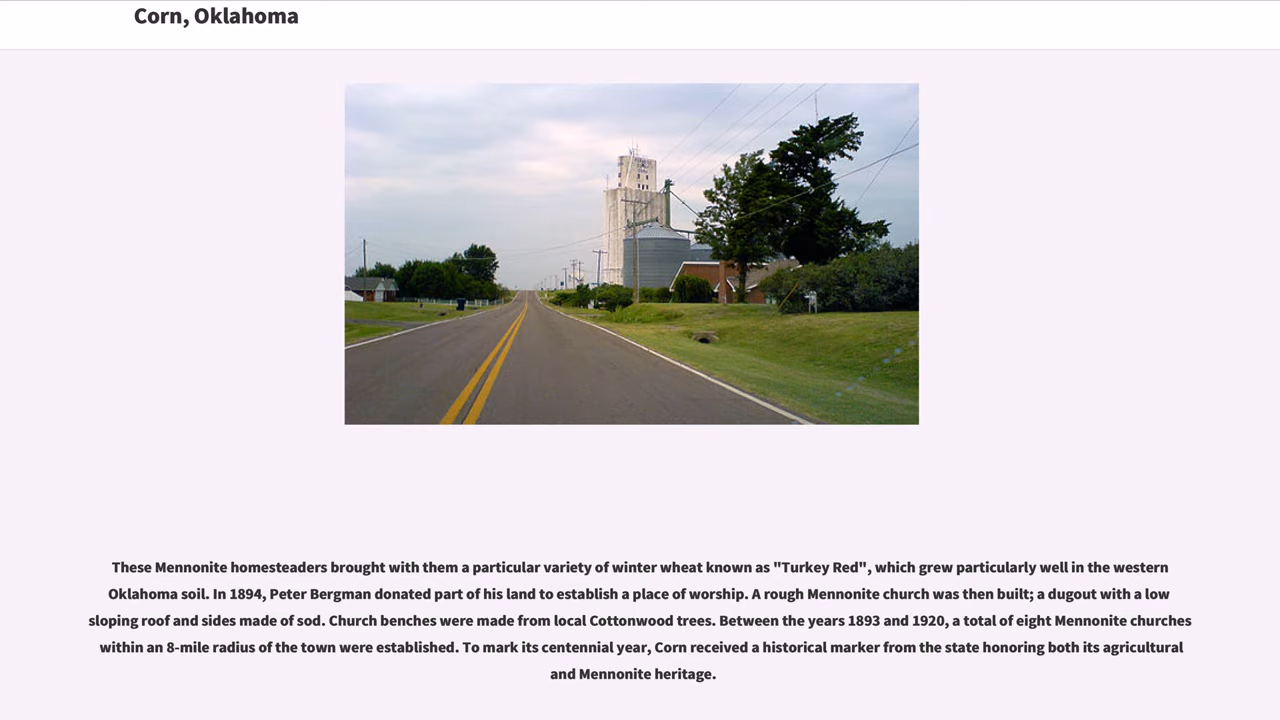 Corn, Oklahoma
These Mennonite homesteaders brought with them a particular variety of winter wheat known as "Turkey Red", which grew particularly well in the western
Oklahoma soil. In 1894, Peter Bergman donated part of his land to establish a place of worship. A rough Mennonite church was then built; a dugout with a low
sloping roof and sides made of sod. Church benches were made from local Cottonwood trees. Between the years 1893 and 1920, a total of eight Mennonite churches
within an 8-mile radius of the town were established. To mark its centennial year, Corn received a historical marker from the state honoring both its agricultural
and Mennonite heritage.